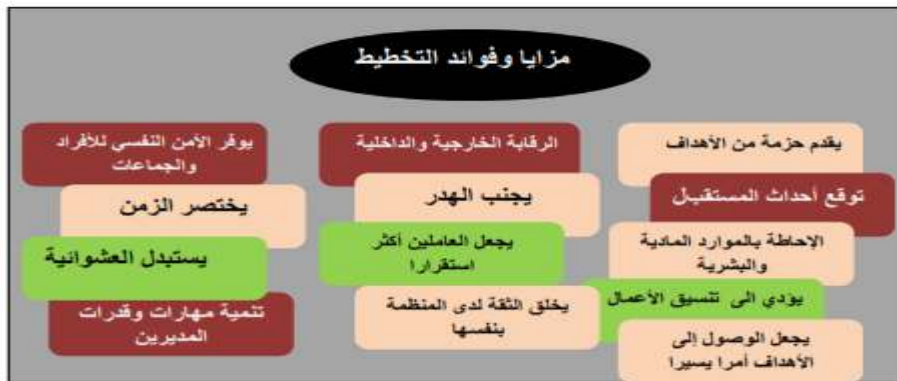 مزايا وفوائد التخطيط
يقدم حزمة من الأهداف
توقع أحداث المستقبل
الإحاطة بالموارد المادية
والبشرية
يؤدي الى تنسيق الأعمال
يجعل الوصول إلى
الأهداف أمرا يسيرا
الرقابة الخارجية والداخلية
يجنب الهدر
يجعل العاملين أكثر
استقرارا
يخلق الثقة لدى المنظمة
بنفسها
يوفر الأمن النفسي للأفراد
والجماعات
يختصر الزمن
يستبدل العشوائية
تنمية مهارات وقدرات
المديرين